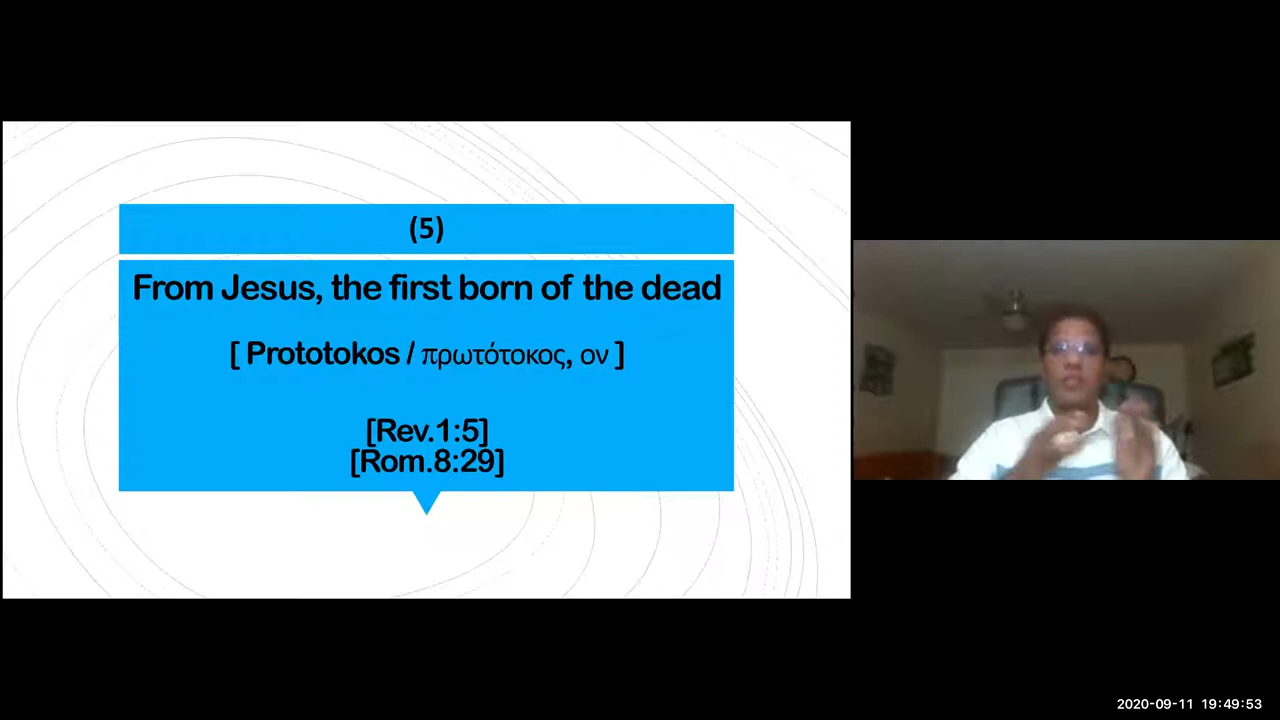 (5)
From Jesus, the first born of the dead
[ Prototokos / πρωτότοκος, ον ]
[Rev.1:5]
[Rom.8:29]
2020-09-11 19:49:53